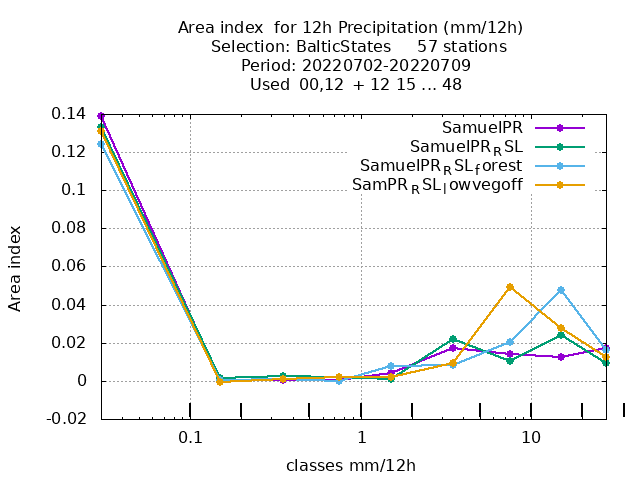 Area index  for 12h Precipitation (mm/12h)
Selection: BalticStates     57 stations
Period: 20220702-20220709
Used  00,12  + 12 15 ... 48
SamuelPR
SamuelPR_RSL
SamuelPR_RSL_forest
SamPR_RSL_lowvegoff
0.14
0.12
0.1
0.08
0.06
0.04
0.02
0
-0.02
Area index
0.1 1 10
classes mm/12h